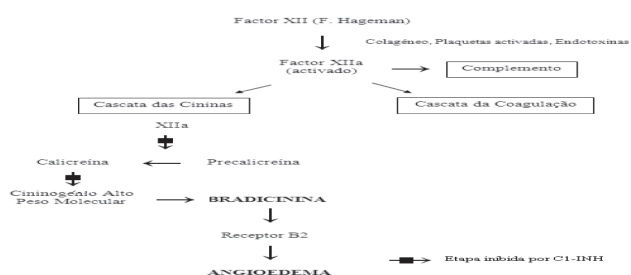 Factor XII (F. Hageman)
Colagéneo, Plaquetas activadas, Endotoxinas
Factor XIIa
(activado)
Complemento
Cascata das Cininas
Cascata da Coagulação
XIIa
Calicreína
Precalicreína
Cininogénio Alto
Peso Molecular
BRADICININA
Receptor B2
ANGIOEDEMA
Etapa inibida por C1-INH